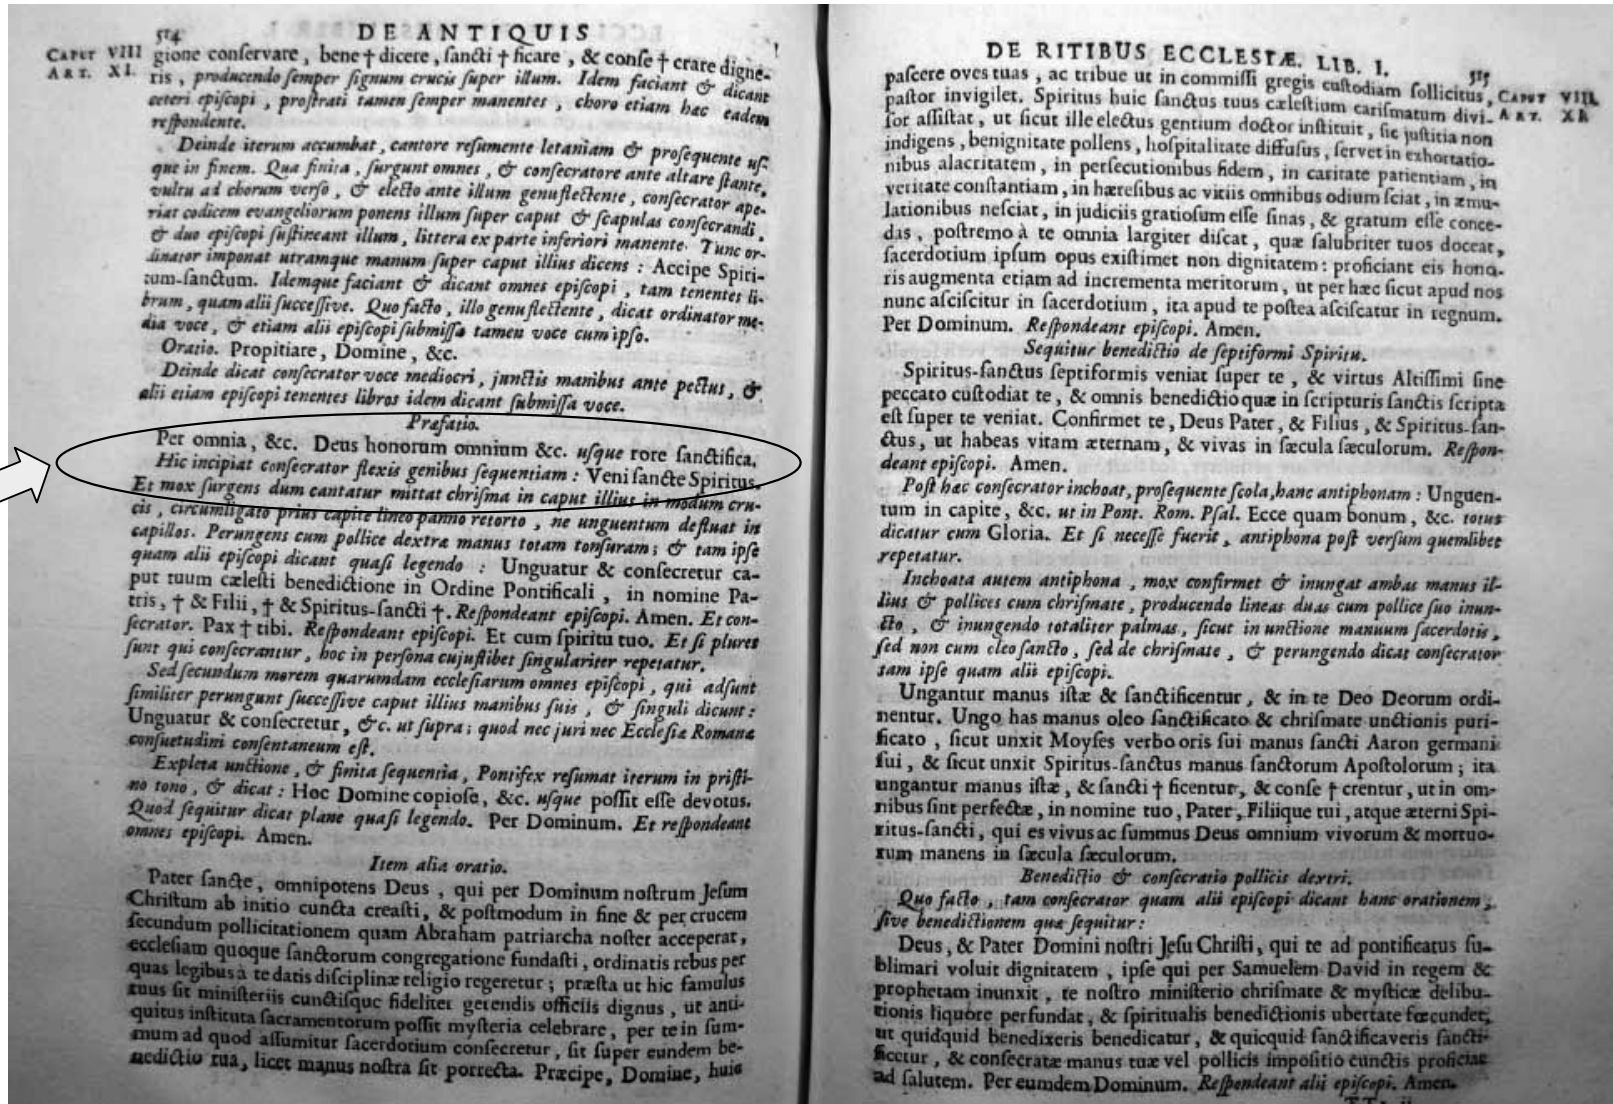 514
DE ANTIQUIS
CAPUT VIII
ART. XI.
gione conſervare, bene † dicere, ſancti † ficare, & conſe † crare digne-
ris, producendo ſemper ſignum crucis ſuper illum. Idem faciant & dicant
ceteri epiſcopi, proſtrati tamen ſemper manentes, choro etiam hac eadem
reſpondente.
Deinde iterum accumbat, cantore reſumente letaniam & proſequente uſ-
que in finem. Qua finita, ſurgunt omnes, & conſecratore ante altare ſtante,
vultu ad chorum verſo, & electo ante illum genuflectente, conſecrator ape-
riat codicem evangeliorum ponens illum ſuper caput & ſcapulas conſecrandi,
& duo epiſcopi ſuſtineant illum, littera ex parte inferiori manente. Tunc or-
dinator imponat utramque manum ſuper caput illius dicens : Accipe Spiri-
tum-ſanctum. Idemque faciant & dicant omnes epiſcopi, tam tenentes li-
brum, quam alii ſucceſſive. Quo facto, illo genuflectente, dicat ordinator me-
dia voce, & etiam alii epiſcopi ſubmiſſa tamen voce cum ipſo.
Oratio. Propitiare, Domine, &c.
Deinde dicat conſecrator voce mediocri, junctis manibus ante pectus, &
alii etiam epiſcopi tenentes libros idem dicant ſubmiſſa voce.
Præfatio.
Per omnia, &c. Deus honorum omnium &c. uſque rore ſanctifica.
Hic incipiat conſecrator flexis genibus ſequentiam : Veni ſancte Spiritus.
Et mox ſurgens dum cantatur mittat chriſma in caput illius in modum cru-
cis, circumligato prius capite lineo panno retorto, ne unguentum defluat in
capillos. Perungens cum pollice dextræ manus totam tonſuram; & tam ipſe
quam alii epiſcopi dicant quaſi legendo : Unguatur & conſecretur ca-
put tuum cæleſti benedictione in Ordine Pontificali, in nomine Pa-
tris, † & Filii, † & Spiritus-ſancti †. Reſpondeant epiſcopi. Amen. Et con-
ſecrator. Pax † tibi. Reſpondeant epiſcopi. Et cum ſpiritu tuo. Et ſi plures
ſunt qui conſecrantur, hoc in perſona cujuſlibet ſingulariter repetatur.
Sed ſecundum morem quarumdam eccleſiarum omnes epiſcopi, qui adſunt
ſimiliter perungunt ſucceſſive caput illius manibus ſuis, & ſinguli dicunt :
Unguatur & conſecretur, &c. ut ſupra; quod nec juri nec Eccleſiæ Romanæ
conſuetudini conſentaneum eſt.
Expleta unctione, & finita ſequentia, Pontifex reſumat iterum in priſti-
no tono, & dicat : Hoc Domine copioſe, &c. uſque poſſit eſſe devotus.
Quod ſequitur dicat plane quaſi legendo. Per Dominum. Et reſpondeant
omnes epiſcopi. Amen.
Item alia oratio.
Pater ſancte, omnipotens Deus, qui per Dominum noſtrum Jeſum
Chriſtum ab initio cuncta creaſti, & poſtmodum in fine & per crucem
ſecundum pollicitationem quam Abraham patriarcha noſter acceperat,
eccleſiam quoque ſanctorum congregatione fundaſti, ordinatis rebus per
quas legibus à te datis diſciplinæ religio regeretur; præſta ut hic famulus
tuus ſit miniſteriis cunctiſque fideliter gerendis officiis dignus, ut anti-
quitus inſtituta ſacramentorum poſſit myſteria celebrare, per te in ſum-
mum ad quod aſſumitur ſacerdotium conſecretur, ſit ſuper eundem be-
nedictio tua, licet manus noſtra ſit porrecta. Præcipe, Domine, huic
DE RITIBUS ECCLESIÆ. LIB. I.
515
CAPUT VIII
ART. XI.
paſcere oves tuas, ac tribue ut in commiſſi gregis cuſtodiam ſollicitus,
paſtor invigilet. Spiritus huic ſanctus tuus cæleſtium cariſmatum divi-
ſor aſſiſtat, ut ſicut ille electus gentium doctor inſtituit, ſic juſtitia non
indigens, benignitate pollens, hoſpitalitate diffuſus, ſervet in exhortatio-
nibus alacritatem, in perſecutionibus fidem, in caritate patientiam, in
veritate conſtantiam, in hæreſibus ac vitiis omnibus odium ſciat, in æmu-
lationibus neſciat, in judiciis gratioſum eſſe ſinas, & gratum eſſe conce-
das, poſtremo à te omnia largiter diſcat, quæ ſalubriter tuos doceat,
ſacerdotium ipſum opus exiſtimet non dignitatem : proficiant eis hono-
ris augmenta etiam ad incrementa meritorum, ut per hæc ſicut apud nos
nunc aſciſcitur in ſacerdotium, ita apud te poſtea aſciſcatur in regnum.
Per Dominum. Reſpondeant epiſcopi. Amen.
Sequitur benedictio de ſeptiformi Spiritu.
Spiritus-ſanctus ſeptiformis veniat ſuper te, & virtus Altiſſimi ſine
peccato cuſtodiat te, & omnis benedictio quæ in ſcripturis ſanctis ſcripta
eſt ſuper te veniat. Confirmet te, Deus Pater, & Filius, & Spiritus-ſan-
ctus, ut habeas vitam æternam, & vivas in ſæcula ſæculorum. Reſpon-
deant epiſcopi. Amen.
Poſt hæc conſecrator inchoat, proſequente ſcola, hanc antiphonam : Unguen-
tum in capite, &c. ut in Pont. Rom. Pſal. Ecce quam bonum, &c. totus
dicatur cum Gloria. Et ſi neceſſe fuerit, antiphona poſt verſum quemlibet
repetatur.
Inchoata autem antiphona, mox confirmet & inungat ambas manus il-
lius & pollices cum chriſmate, producendo lineas duas cum pollice ſuo inun-
cto, & inungendo totaliter palmas, ſicut in unctione manuum ſacerdotis,
ſed non cum oleo ſancto, ſed de chriſmate, & perungendo dicat conſecrator
tam ipſe quam alii epiſcopi.
Ungantur manus iſtæ & ſanctificentur, & in te Deo Deorum ordi-
nentur. Ungo has manus oleo ſanctificato & chriſmate unctionis puri-
ficato, ſicut unxit Moyſes verbo oris ſui manus ſancti Aaron germani
ſui, & ſicut unxit Spiritus-ſanctus manus ſanctorum Apoſtolorum; ita
ungantur manus iſtæ, & ſancti † ficentur, & conſe † crentur, ut in om-
nibus ſint perfectæ, in nomine tuo, Pater, Filiique tui, atque æterni Spi-
ritus-ſancti, qui es vivus ac ſummus Deus omnium vivorum & mortuo-
rum manens in ſæcula ſæculorum.
Benedictio & conſecratio pollicis dextri.
Quo facto, tam conſecrator quam alii epiſcopi dicant hanc orationem,
ſive benedictionem quæ ſequitur :
Deus, & Pater Domini noſtri Jeſu Chriſti, qui te ad pontificatus ſu-
blimari voluit dignitatem, ipſe qui per Samuelem David in regem &
prophetam inunxit, te noſtro miniſterio chriſmate & myſticæ delibu-
tionis liquore perfundat, & ſpiritualis benedictionis ubertate fœcundet,
ut quidquid benedixeris benedicatur, & quicquid ſanctificaveris ſancti-
ficetur, & conſecratæ manus tuæ vel pollicis impoſitio cunctis proficiat
ad ſalutem. Per eumdem Dominum. Reſpondeant alii epiſcopi. Amen.